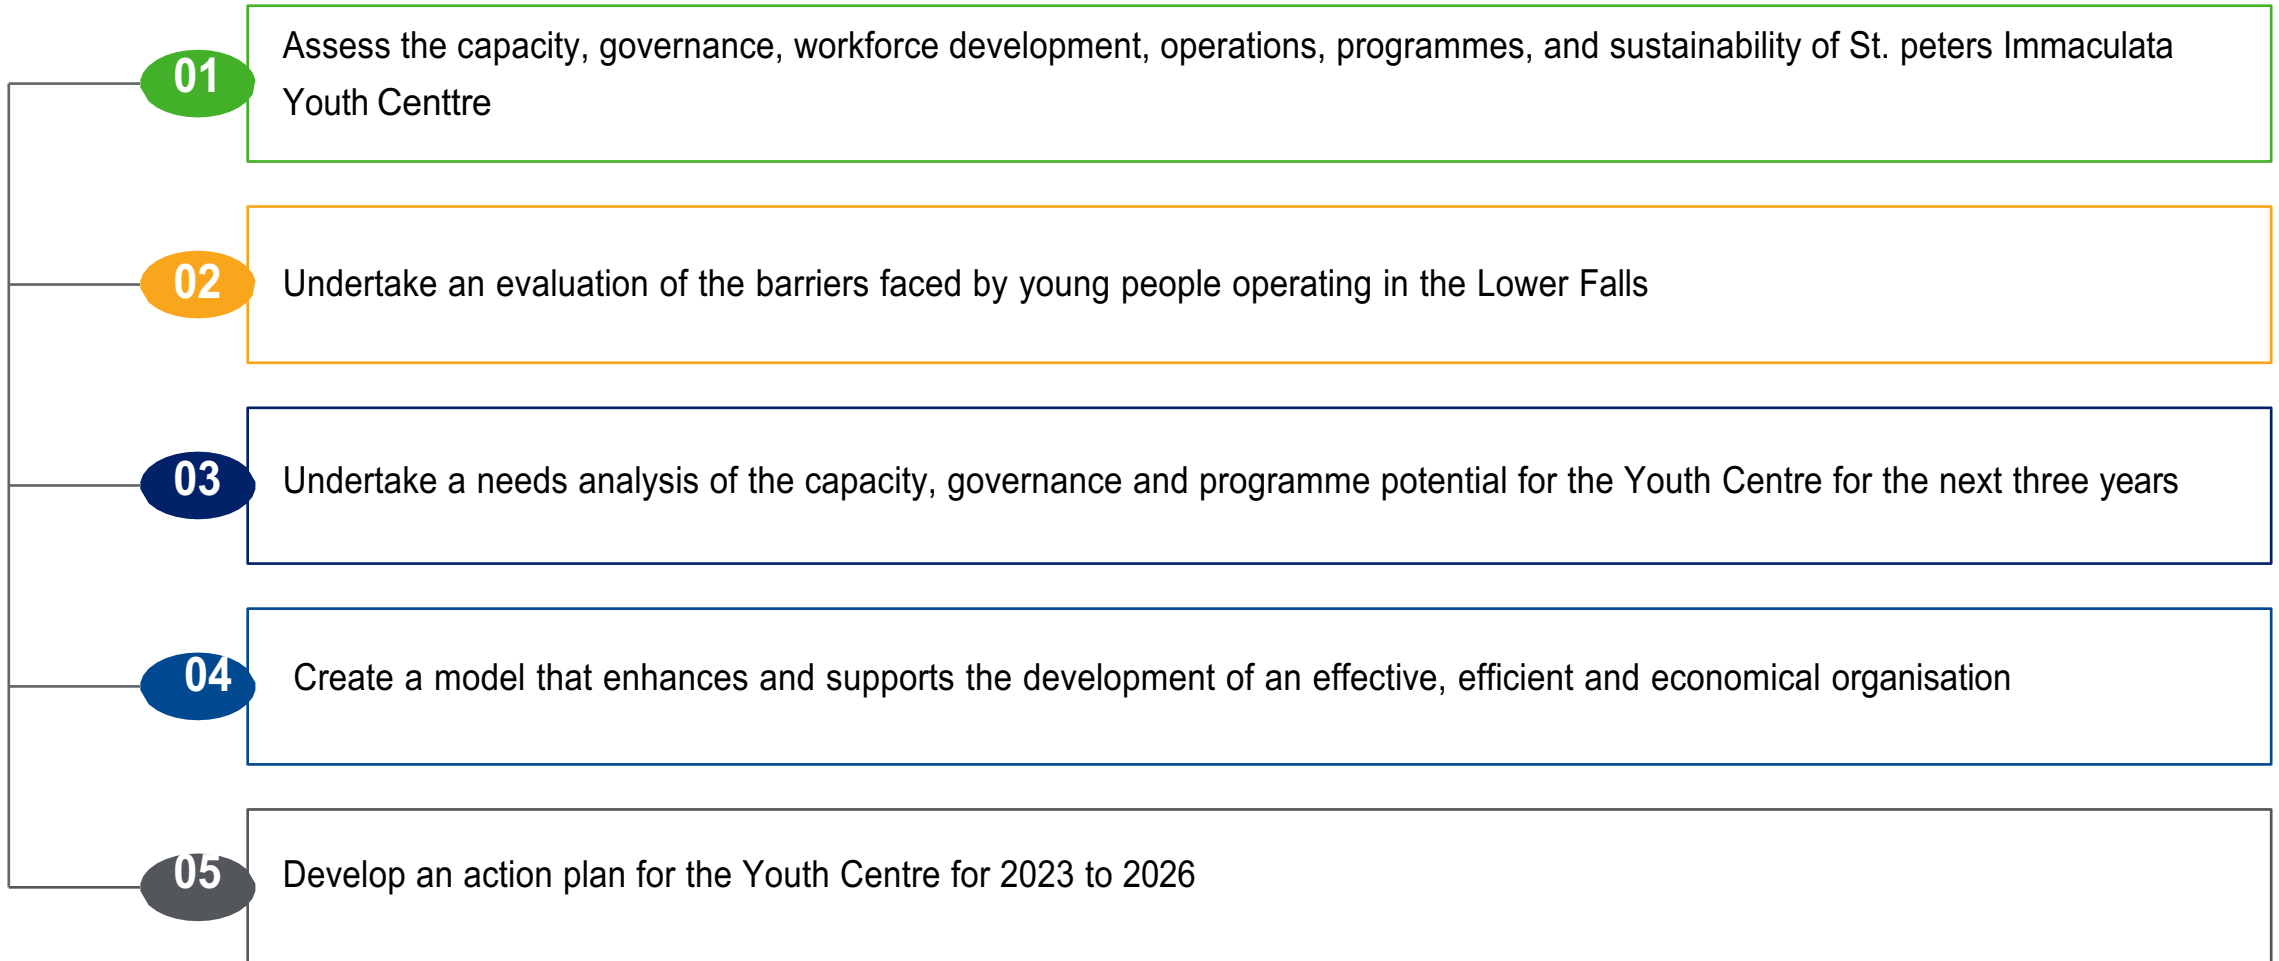 01
Assess the capacity, governance, workforce development, operations, programmes, and sustainability of St. peters Immaculata
Youth Centtre
02
Undertake an evaluation of the barriers faced by young people operating in the Lower Falls
03
Undertake a needs analysis of the capacity, governance and programme potential for the Youth Centre for the next three years
04
Create a model that enhances and supports the development of an effective, efficient and economical organisation
05
Develop an action plan for the Youth Centre for 2023 to 2026